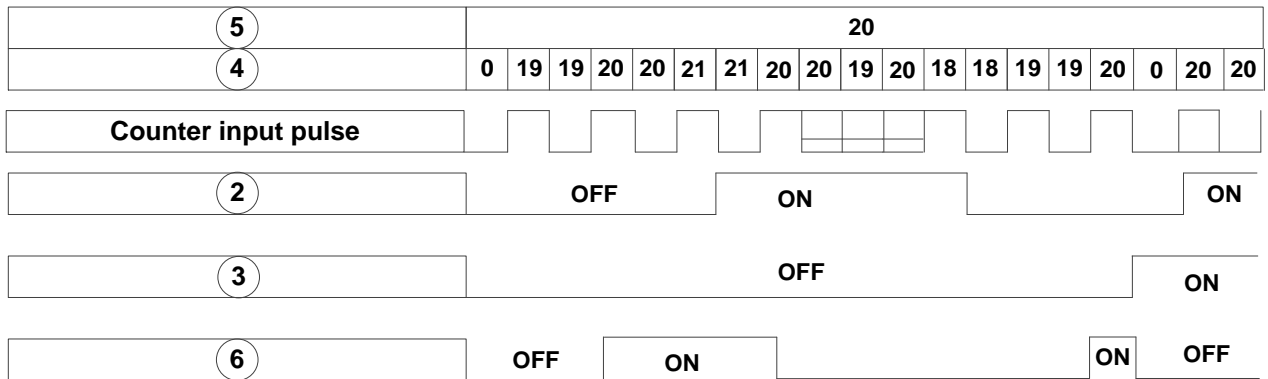 5 20
4 0 19 19 20 20 21 21 20 20 19 20 18 18 19 19 20 0 20 20
Counter input pulse
2 OFF ON ON
3 OFF ON
6 OFF ON ON OFF